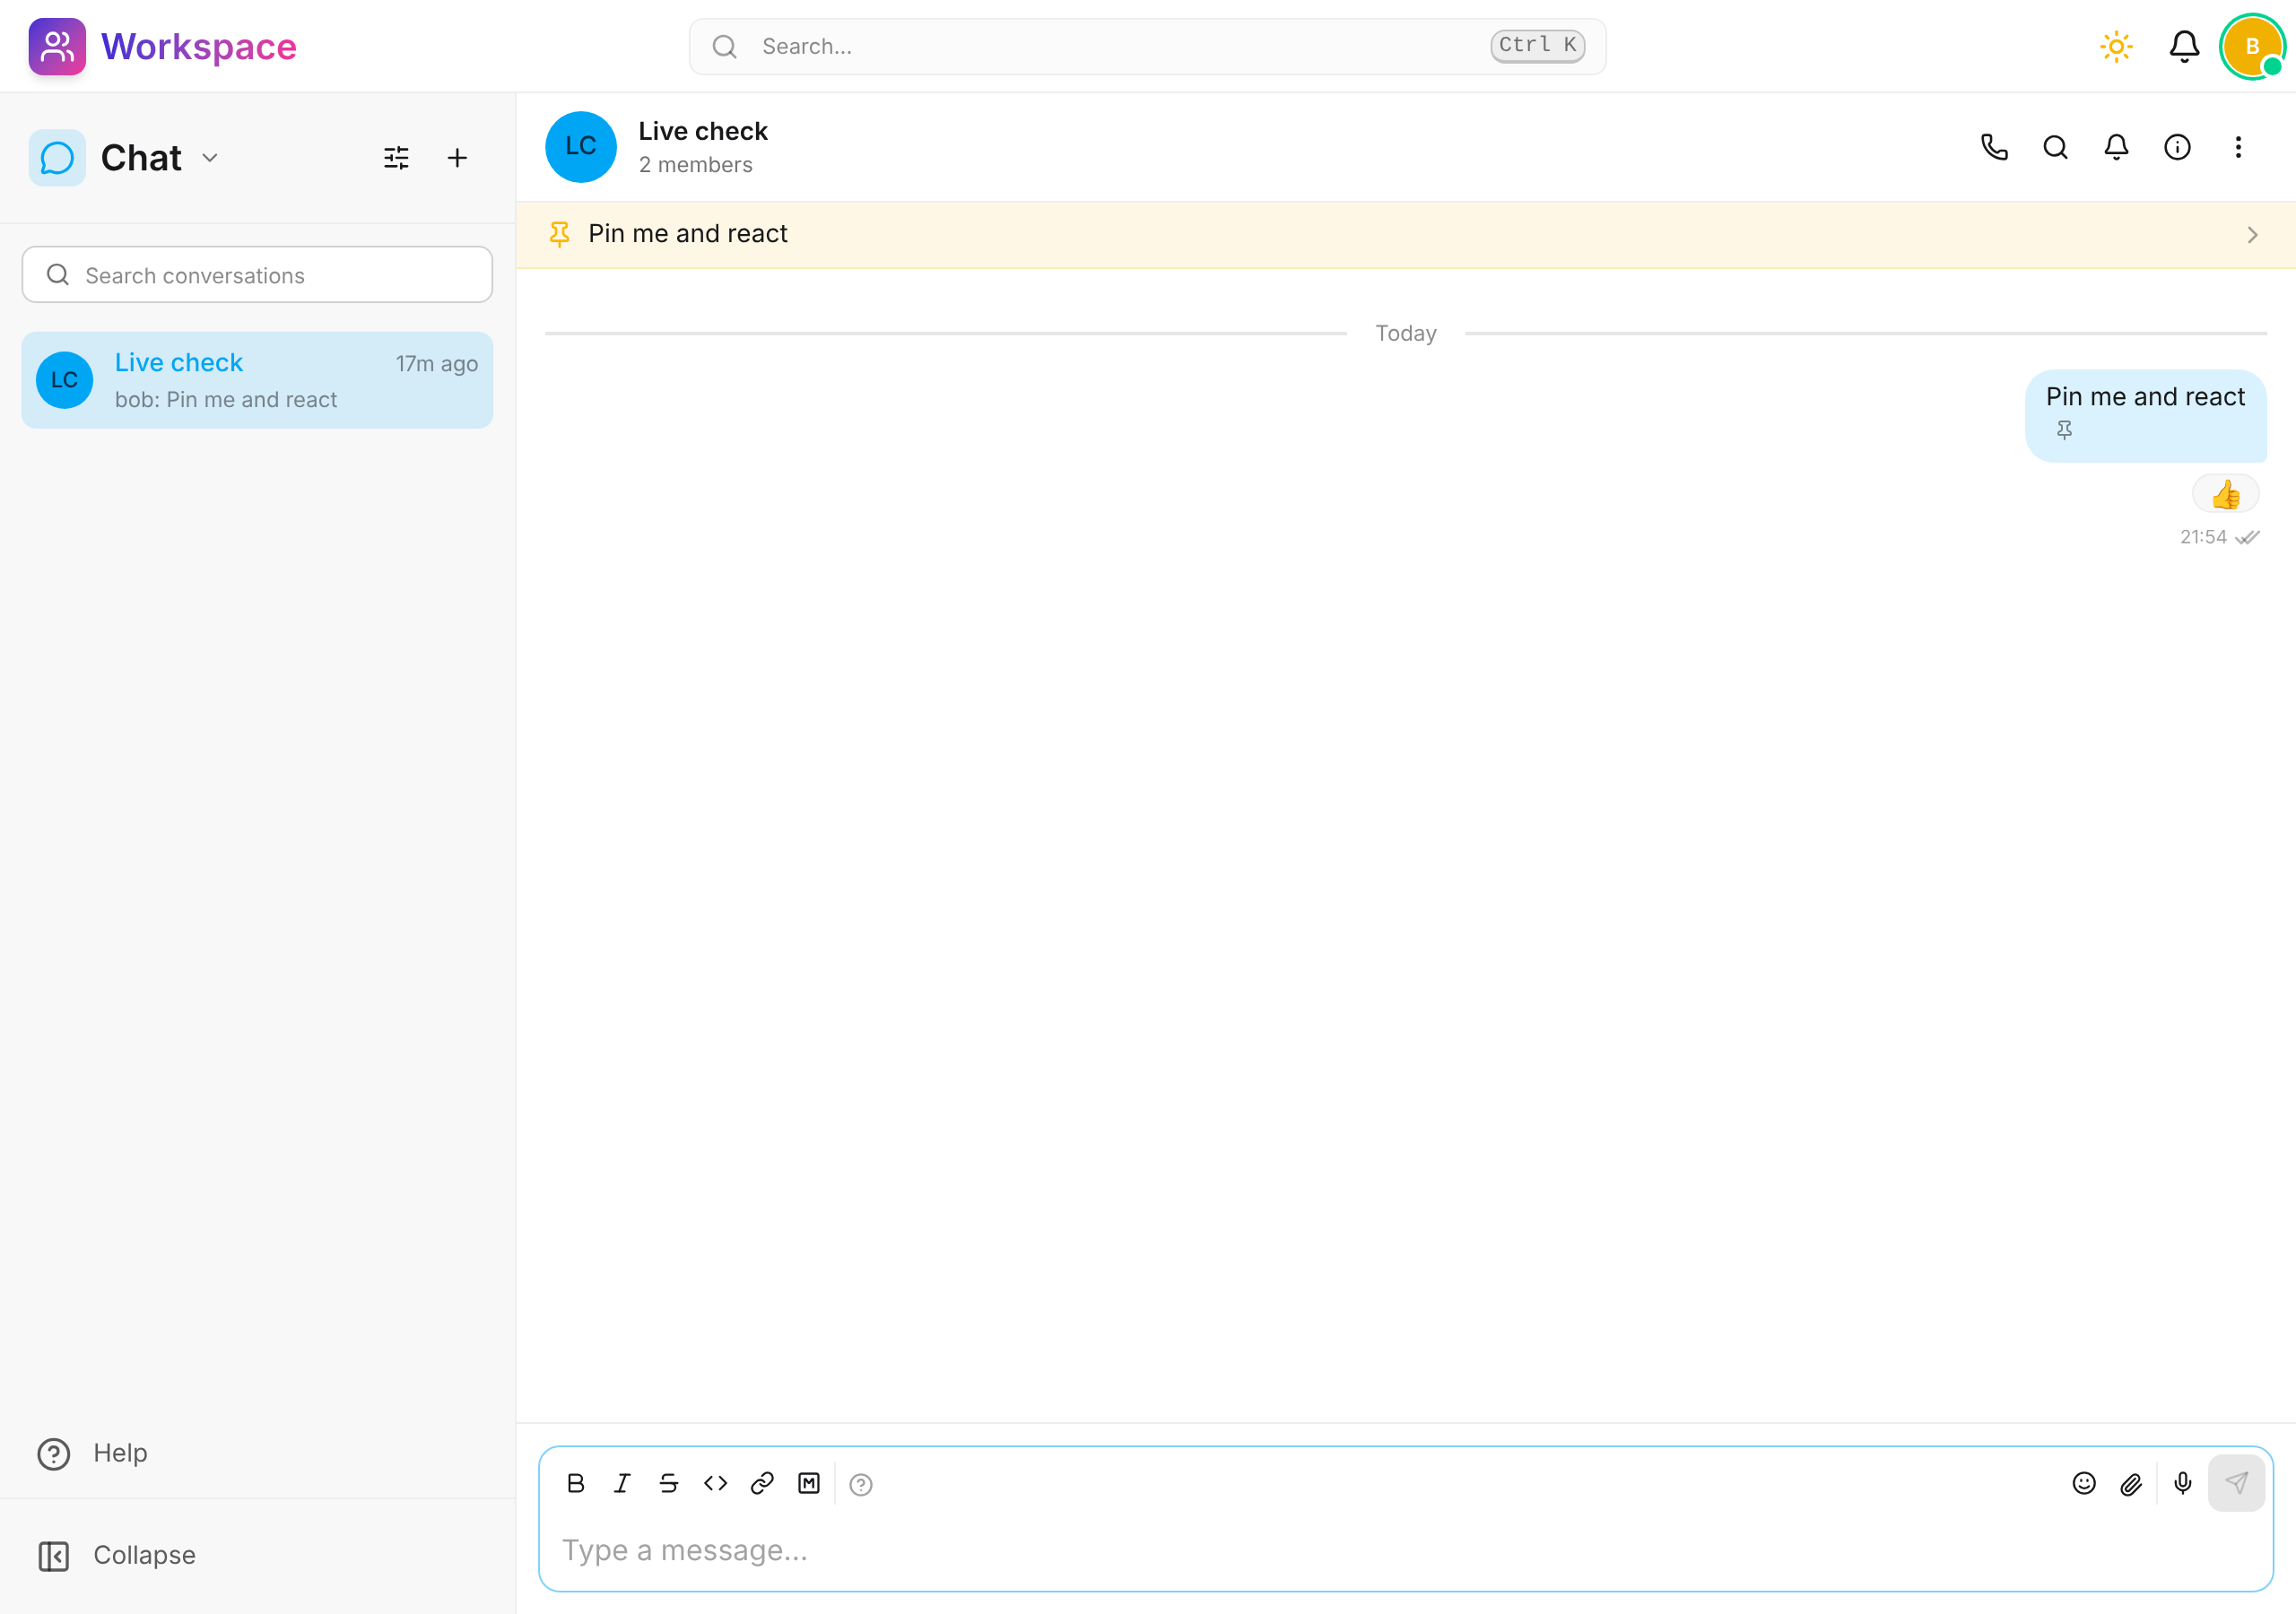 Workspace
Search...
Ctrl K
B
Chat
Search conversations
LC
Live check
17m ago
bob: Pin me and react
Help
Collapse
LC
Live check
2 members
Pin me and react
Today
Pin me and react
21:54
Type a message...